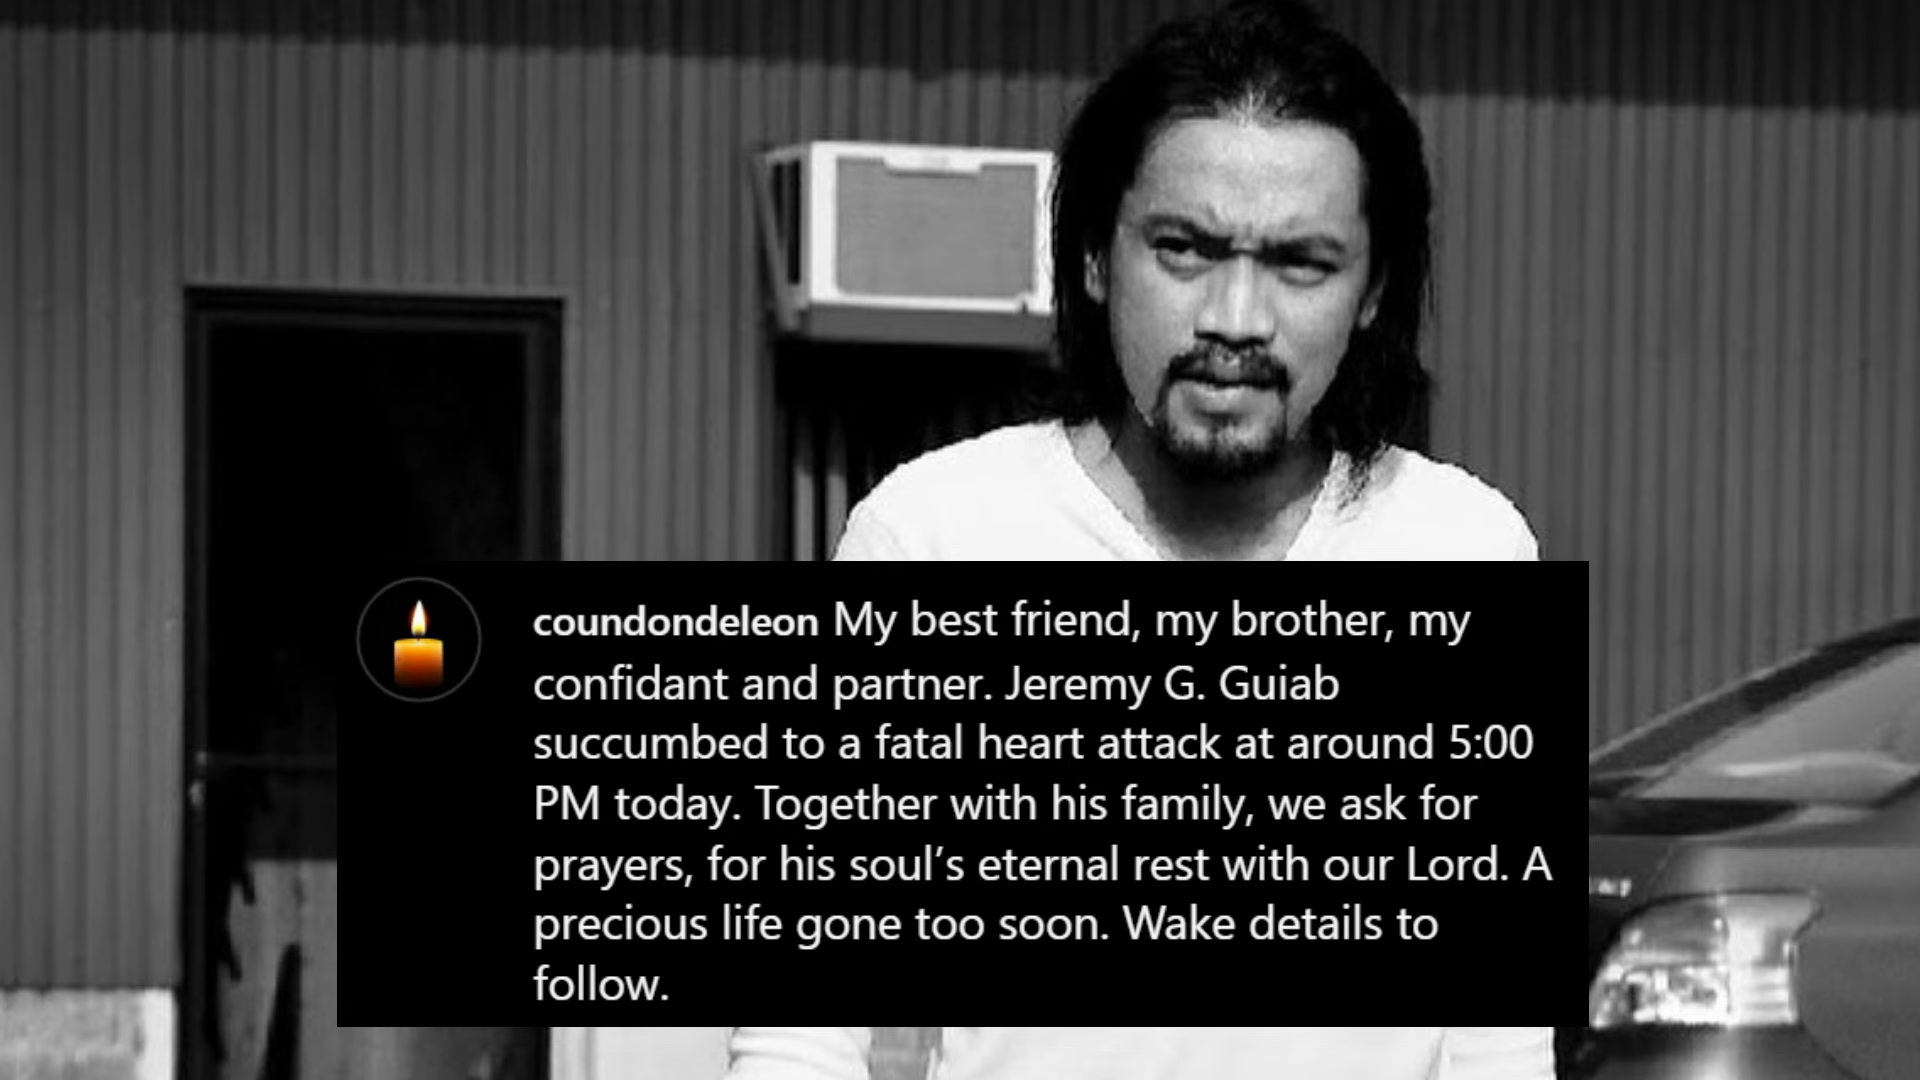 coundondeleon My best friend, my brother, my
confidant and partner. Jeremy G. Guiab
succumbed to a fatal heart attack at around 5:00
PM today. Together with his family, we ask for
prayers, for his soul’s eternal rest with our Lord. A
precious life gone too soon. Wake details to
follow.